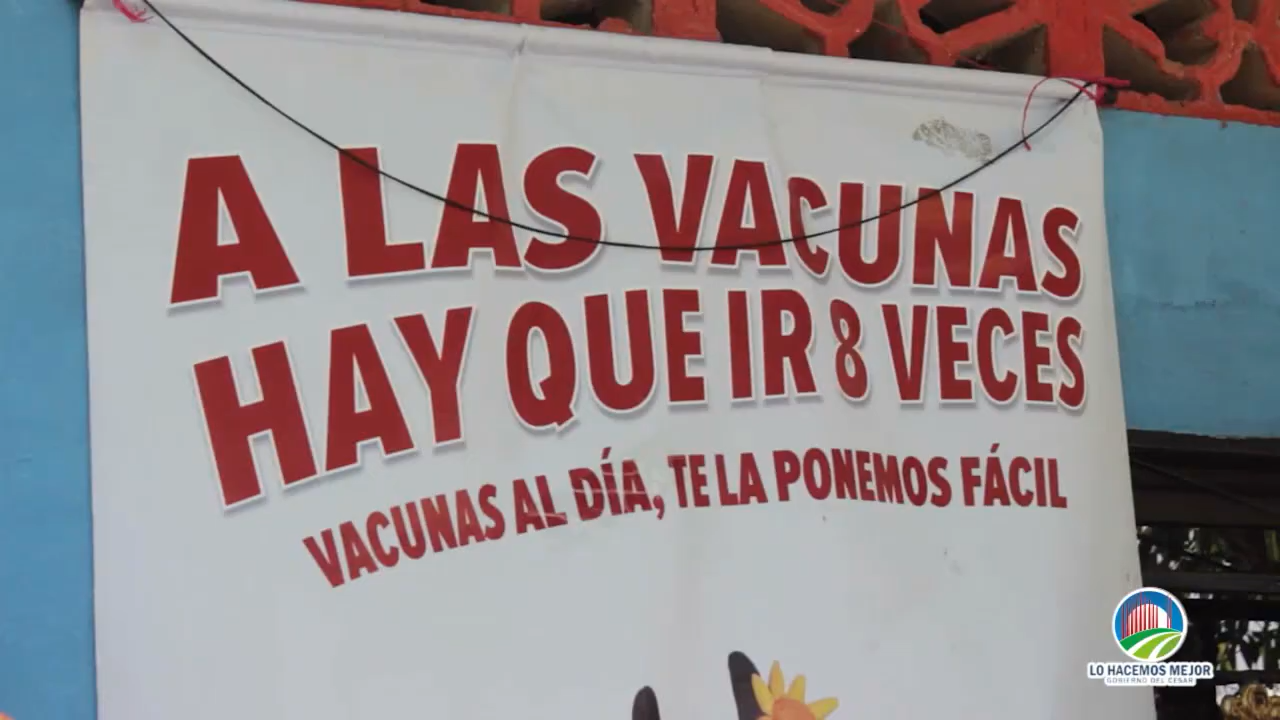 A LAS VACUNAS
HAY QUE IR 8 VECES
VACUNAS AL DÍA, TE LA PONEMOS FÁCIL
LO HACEMOS MEJOR
GOBIERNO DEL CESAR